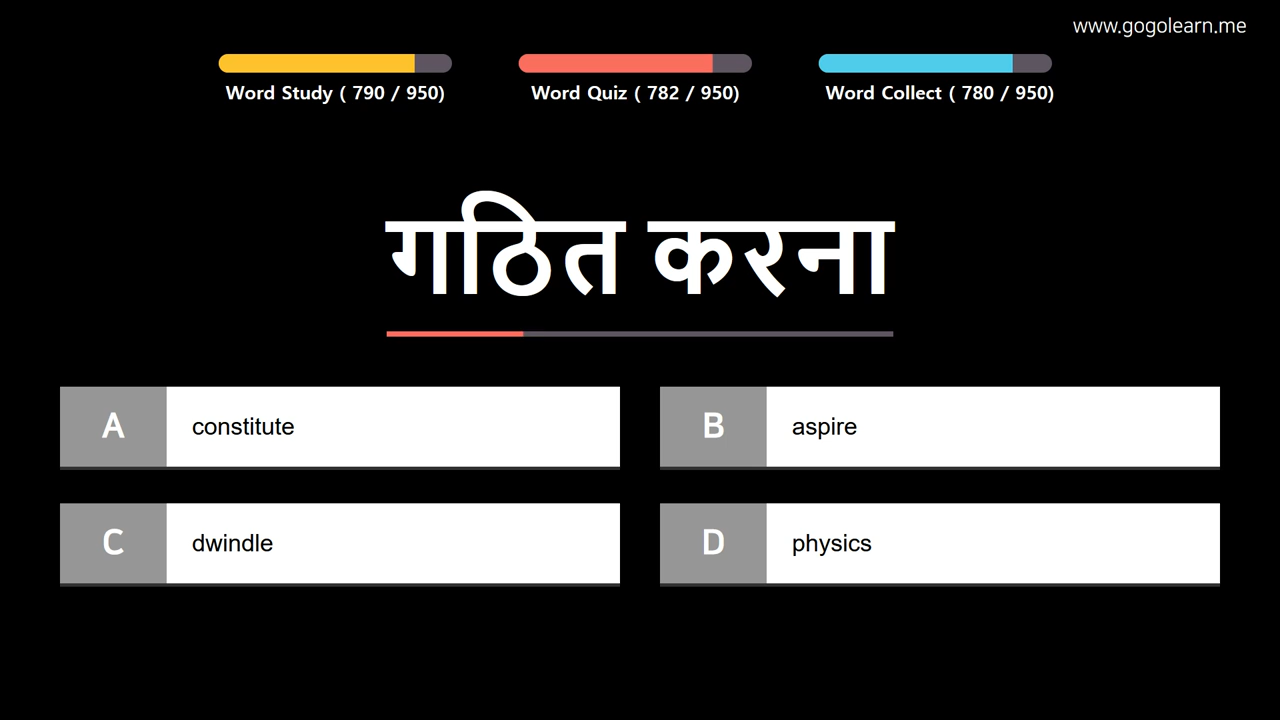 www.gogolearn.me
Word Study ( 790 / 950)
Word Quiz ( 782 / 950)
Word Collect ( 780 / 950)
गठित करना
A constitute
B aspire
C dwindle
D physics